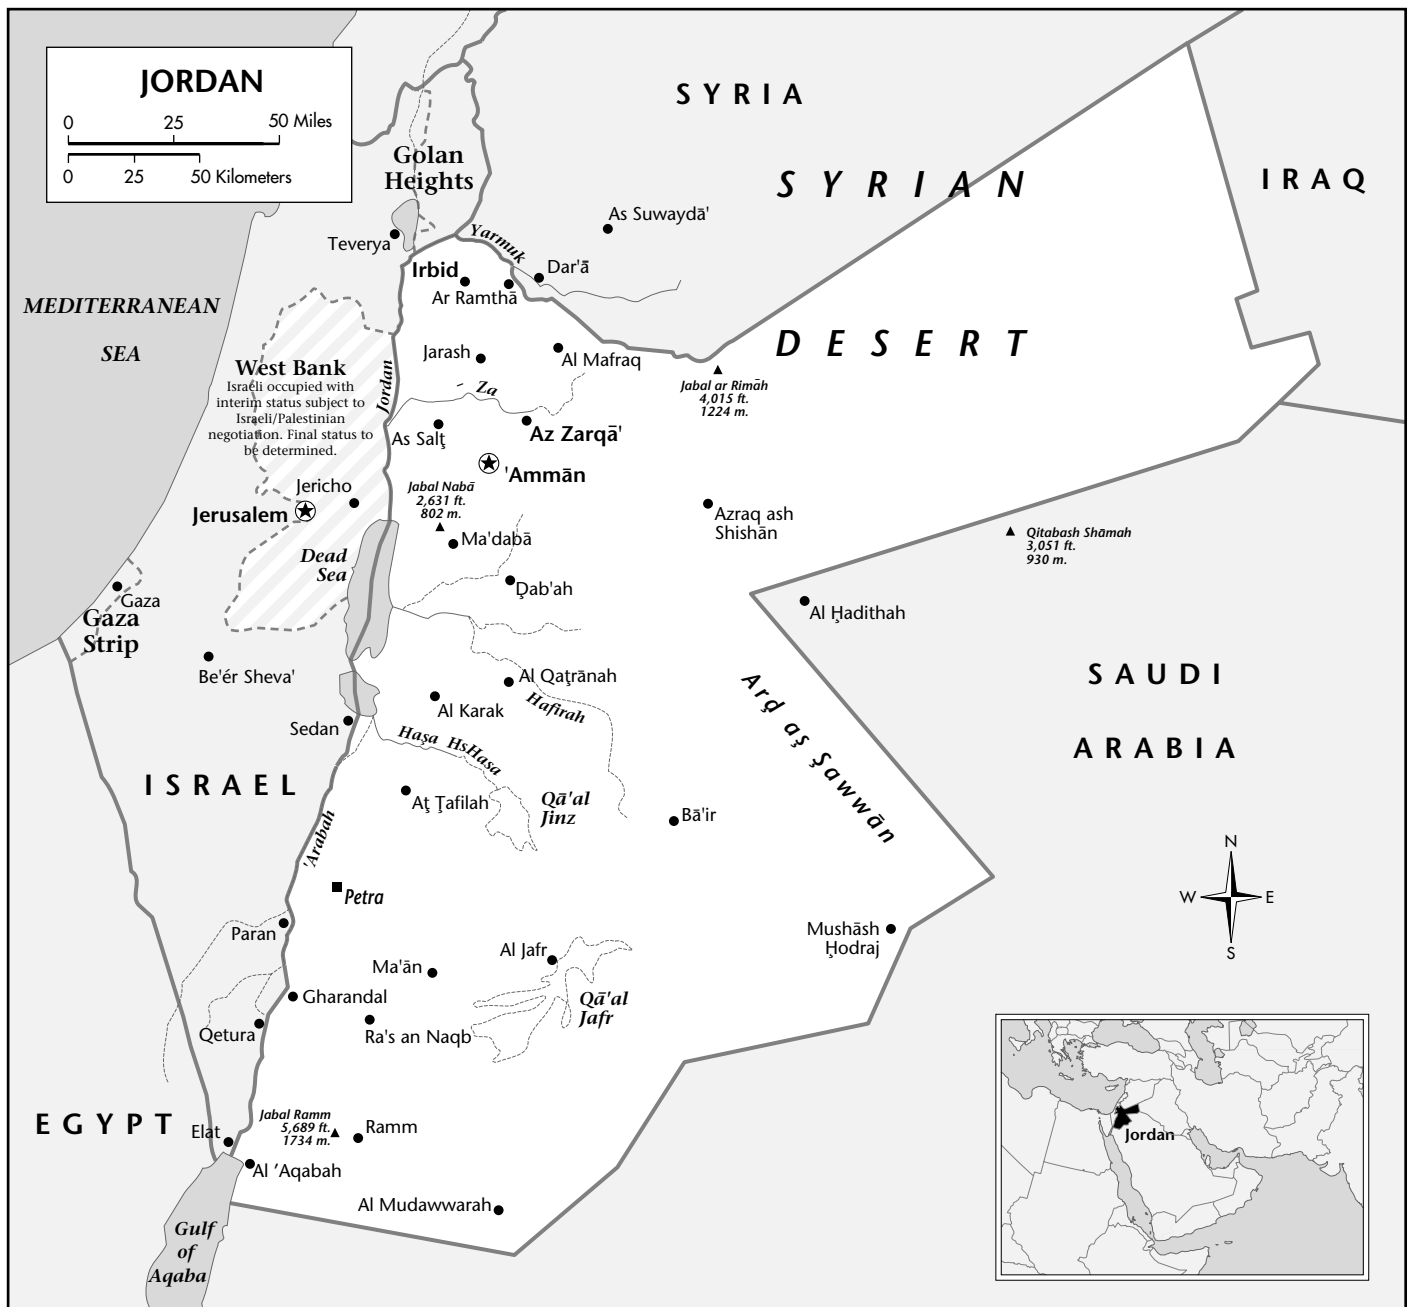 JORDAN
0 25 50 Miles
0 25 50 Kilometers
SYRIA
SYRIAN
DESERT
IRAQ
Golan
Heights
As Suwaydā'
Teverya
Yarmuk
Dar'ā
Irbid
Ar Ramthā
MEDITERRANEAN
SEA
Jarash
Al Mafraq
West Bank
Israeli occupied with
interim status subject to
Israeli/Palestinian
negotiation. Final status to
be determined.
Jordan
Za
Jabal ar Rimāh
4,015 ft.
1224 m.
As Salţ
Az Zarqā'
'Ammān
Jericho
Jerusalem
Jabal Nabā
2,631 ft.
802 m.
Ma'dabā
Azraq ash
Shishān
Qitabash Shāmah
3,051 ft.
930 m.
Dead
Sea
Ḑab'ah
Al Ḩadithah
Gaza
Gaza
Strip
Be'ér Sheva'
Al Qaţrānah
Hafirah
Al Karak
SAUDI
ARABIA
Arḑ aş Şawwān
Sedan
Haşa HsHasa
ISRAEL
Aţ Ţafilah
Qā'al
Jinz
Bā'ir
'Arabah
Petra
N
W E
S
Paran
Mushāsh
Ḩodraj
Al Jafr
Ma'ān
Gharandal
Qā'al
Jafr
Qetura
Ra's an Naqb
EGYPT
Elat
Jabal Ramm
5,689 ft.
1734 m.
Ramm
Al 'Aqabah
Al Mudawwarah
Gulf
of
Aqaba
Jordan